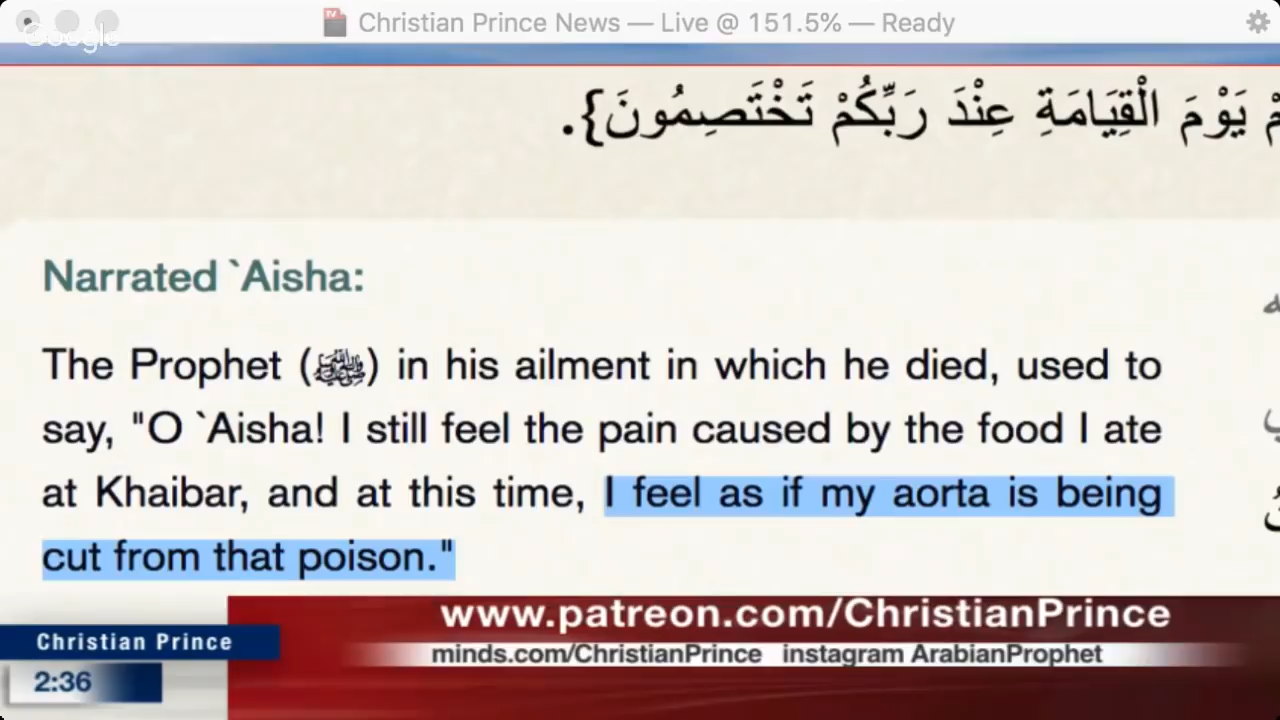 Christian Prince News — Live @ 151.5% — Ready
Google
يَوْمَ الْقِيَامَةِ عِنْدَ رَبِّكُمْ تَخْتَصِمُونَ}.
Narrated `Aisha:
The Prophet (ﷺ) in his ailment in which he died, used to
say, "O `Aisha! I still feel the pain caused by the food I ate
at Khaibar, and at this time, I feel as if my aorta is being
cut from that poison."
www.patreon.com/ChristianPrince
Christian Prince
minds.com/ChristianPrince instagram ArabianProphet
2:36